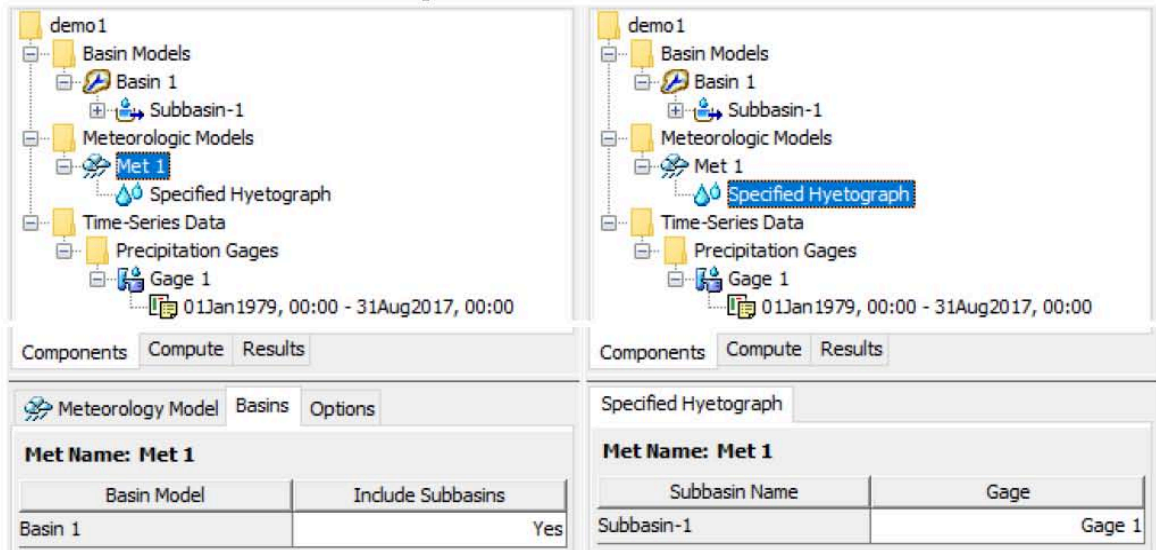 demo1
Basin Models
Basin 1
Subbasin-1
Meteorologic Models
Met 1
Specified Hyetograph
Time-Series Data
Precipitation Gages
Gage 1
01Jan1979, 00:00 - 31Aug2017, 00:00
Components Compute Results
Meteorology Model Basins Options
Met Name: Met 1
Basin Model Include Subbasins
Basin 1 Yes
demo1
Basin Models
Basin 1
Subbasin-1
Meteorologic Models
Met 1
Specified Hyetograph
Time-Series Data
Precipitation Gages
Gage 1
01Jan1979, 00:00 - 31Aug2017, 00:00
Components Compute Results
Specified Hyetograph
Met Name: Met 1
Subbasin Name Gage
Subbasin-1 Gage 1